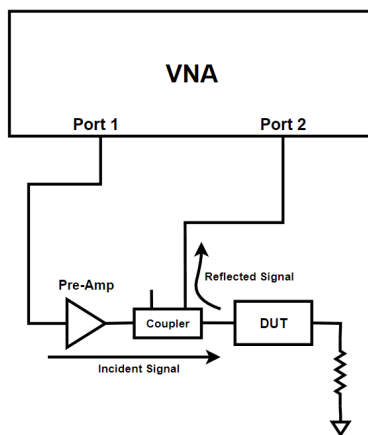 VNA
Port 1
Port 2
Pre-Amp
Reflected Signal
Coupler
DUT
Incident Signal